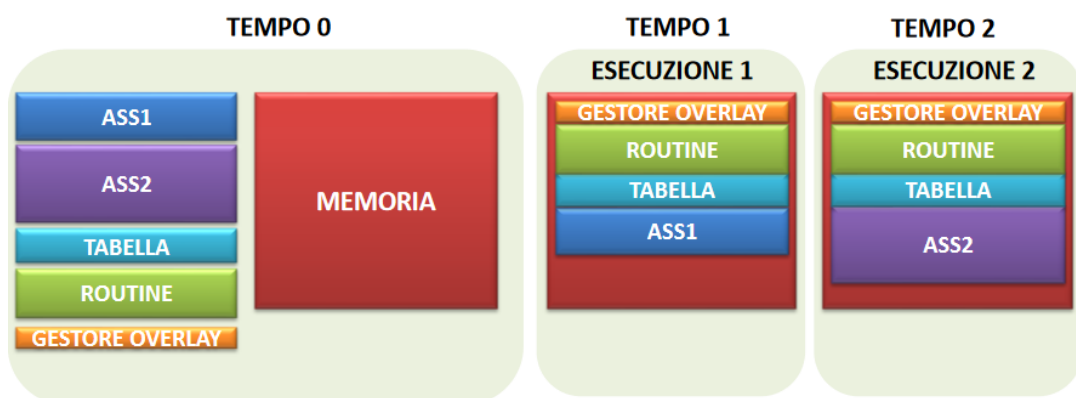 TEMPO 0
ASS1
ASS2
TABELLA
ROUTINE
GESTORE OVERLAY
MEMORIA
TEMPO 1
ESECUZIONE 1
GESTORE OVERLAY
ROUTINE
TABELLA
ASS1
TEMPO 2
ESECUZIONE 2
GESTORE OVERLAY
ROUTINE
TABELLA
ASS2